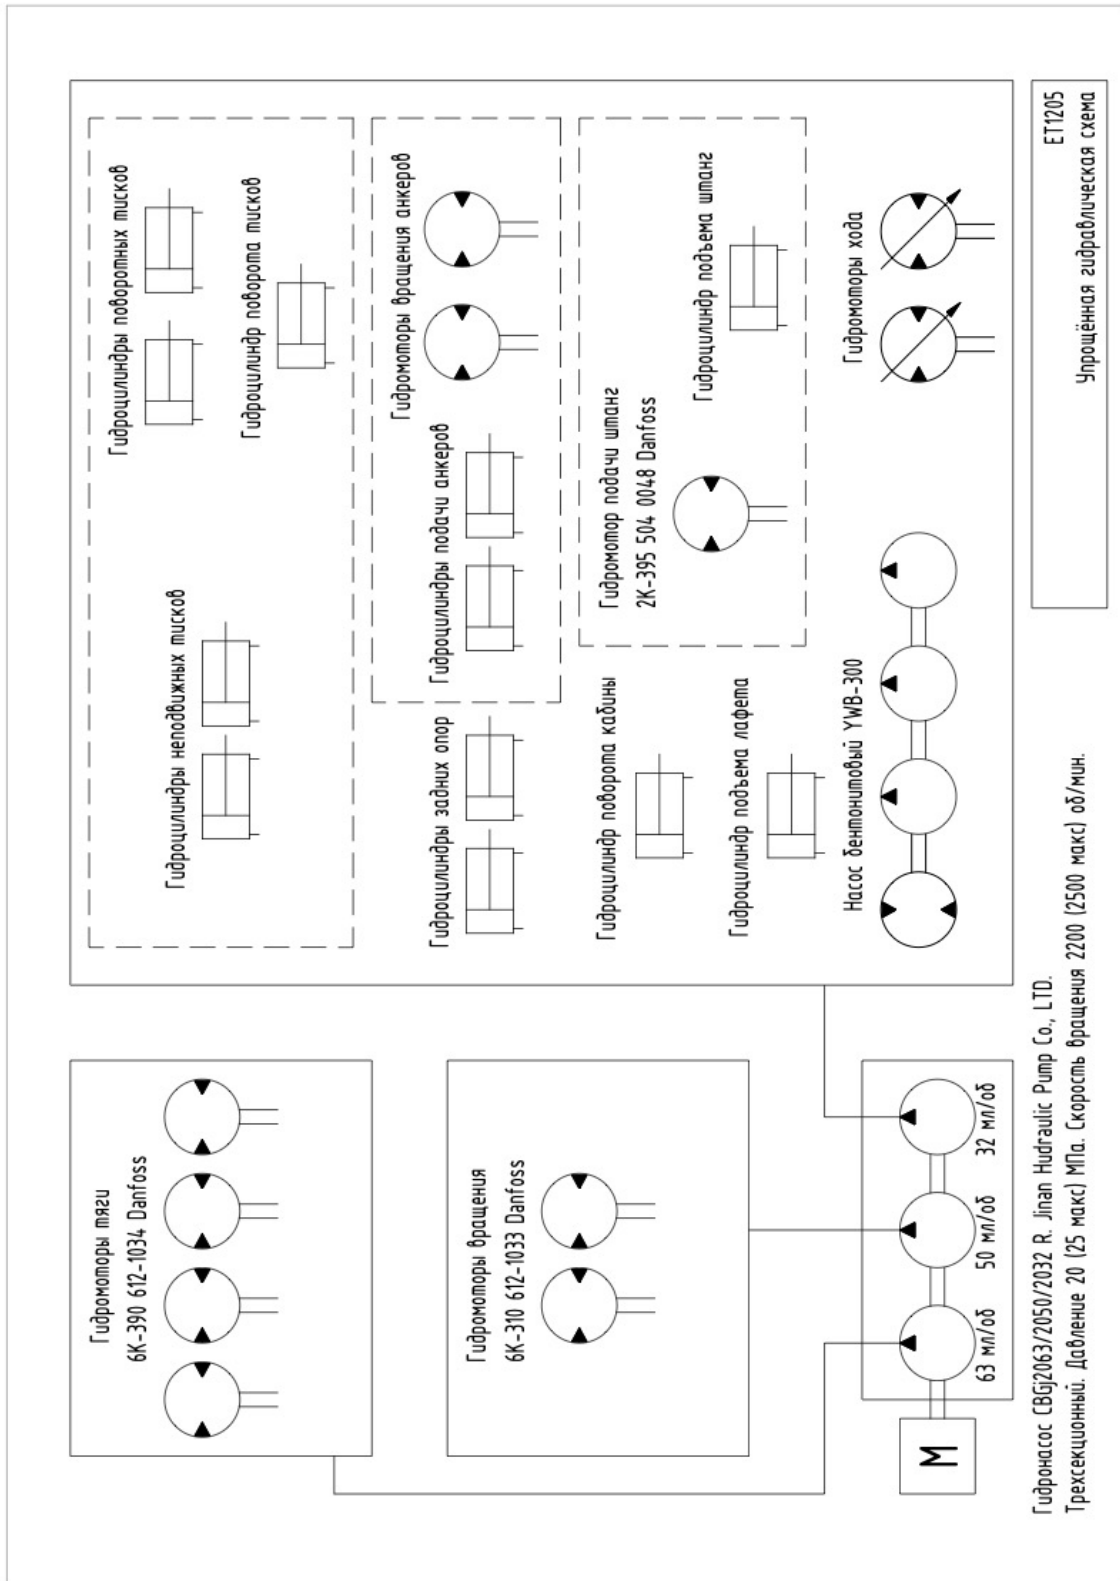 Гидромоторы тяги
6К-390 612-1034 Danfoss
Гидромоторы вращения
6К-310 612-1033 Danfoss
М
63 мл/об
50 мл/об
32 мл/об
Гидроцилиндры неподвижных тисков
Гидроцилиндры поворотных тисков
Гидроцилиндр поворота тисков
Гидроцилиндры задних опор
Гидроцилиндры подачи анкеров
Гидромоторы вращения анкеров
Гидроцилиндр поворота кабины
Гидроцилиндр подъема лафета
Гидромотор подачи штанг
2К-395 504 0048 Danfoss
Гидроцилиндр подъема штанг
Насос бентонитовый YWB-300
Гидромоторы хода
Гидронасос CBGj2063/2050/2032 R. Jinan Hudraulic Pump Co., LTD.
Трехсекционный. Давление 20 (25 макс) МПа. Скорость вращения 2200 (2500 макс) об/мин.
ET1205
Упрощённая гидравлическая схема